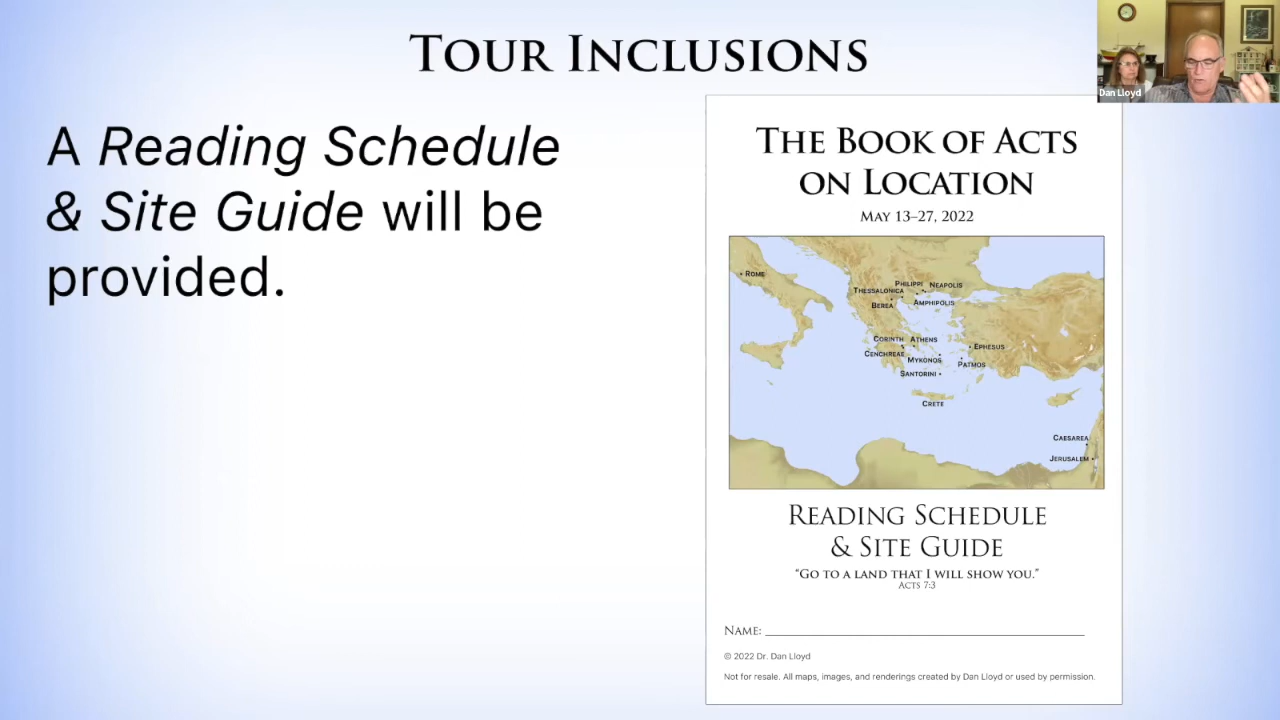 TOUR INCLUSIONS
Dan Lloyd
A Reading Schedule
& Site Guide will be
provided.
THE BOOK OF ACTS
ON LOCATION
MAY 13–27, 2022
ROME
PHILIPPI
NEAPOLIS
THESSALONICA
BEREA
AMPHIPOLIS
CORINTH
ATHENS
CENCHREAE
EPHESUS
MYKONOS
PATMOS
SANTORINI
CRETE
CAESAREA
JERUSALEM
READING SCHEDULE
& SITE GUIDE
“GO TO A LAND THAT I WILL SHOW YOU.”
ACTS 7:3
NAME:
© 2022 Dr. Dan Lloyd
Not for resale. All maps, images, and renderings created by Dan Lloyd or used by permission.